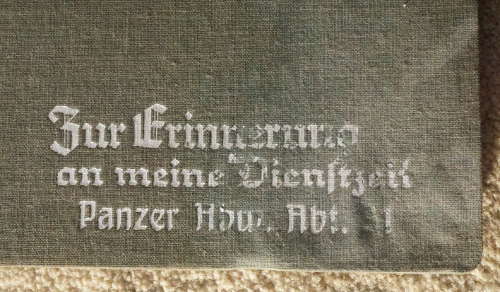 Zur Erinnerung
an meine Dienstzeit
Panzer Abw. Abt.